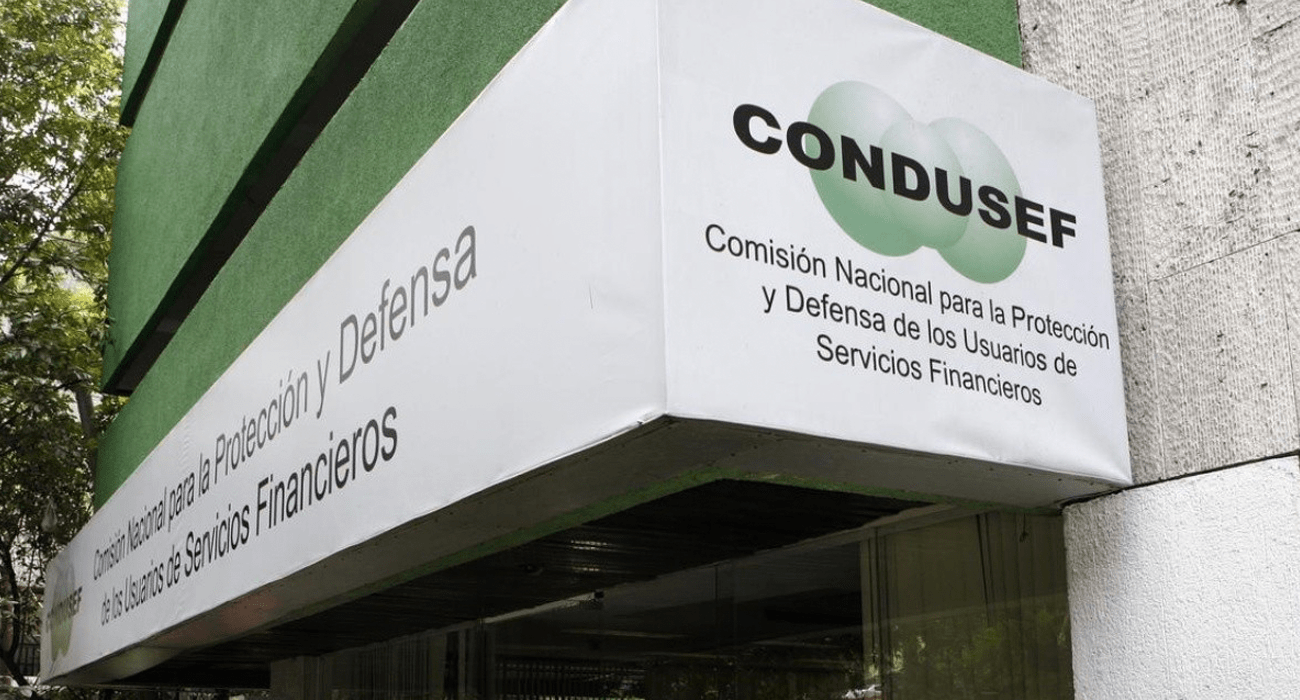 Comisión Nacional para la Protección y Defensa
de los Usuarios de Servicios Financieros
CONDUSEF
CONDUSEF
Comisión Nacional para la Protección
y Defensa de los Usuarios de
Servicios Financieros